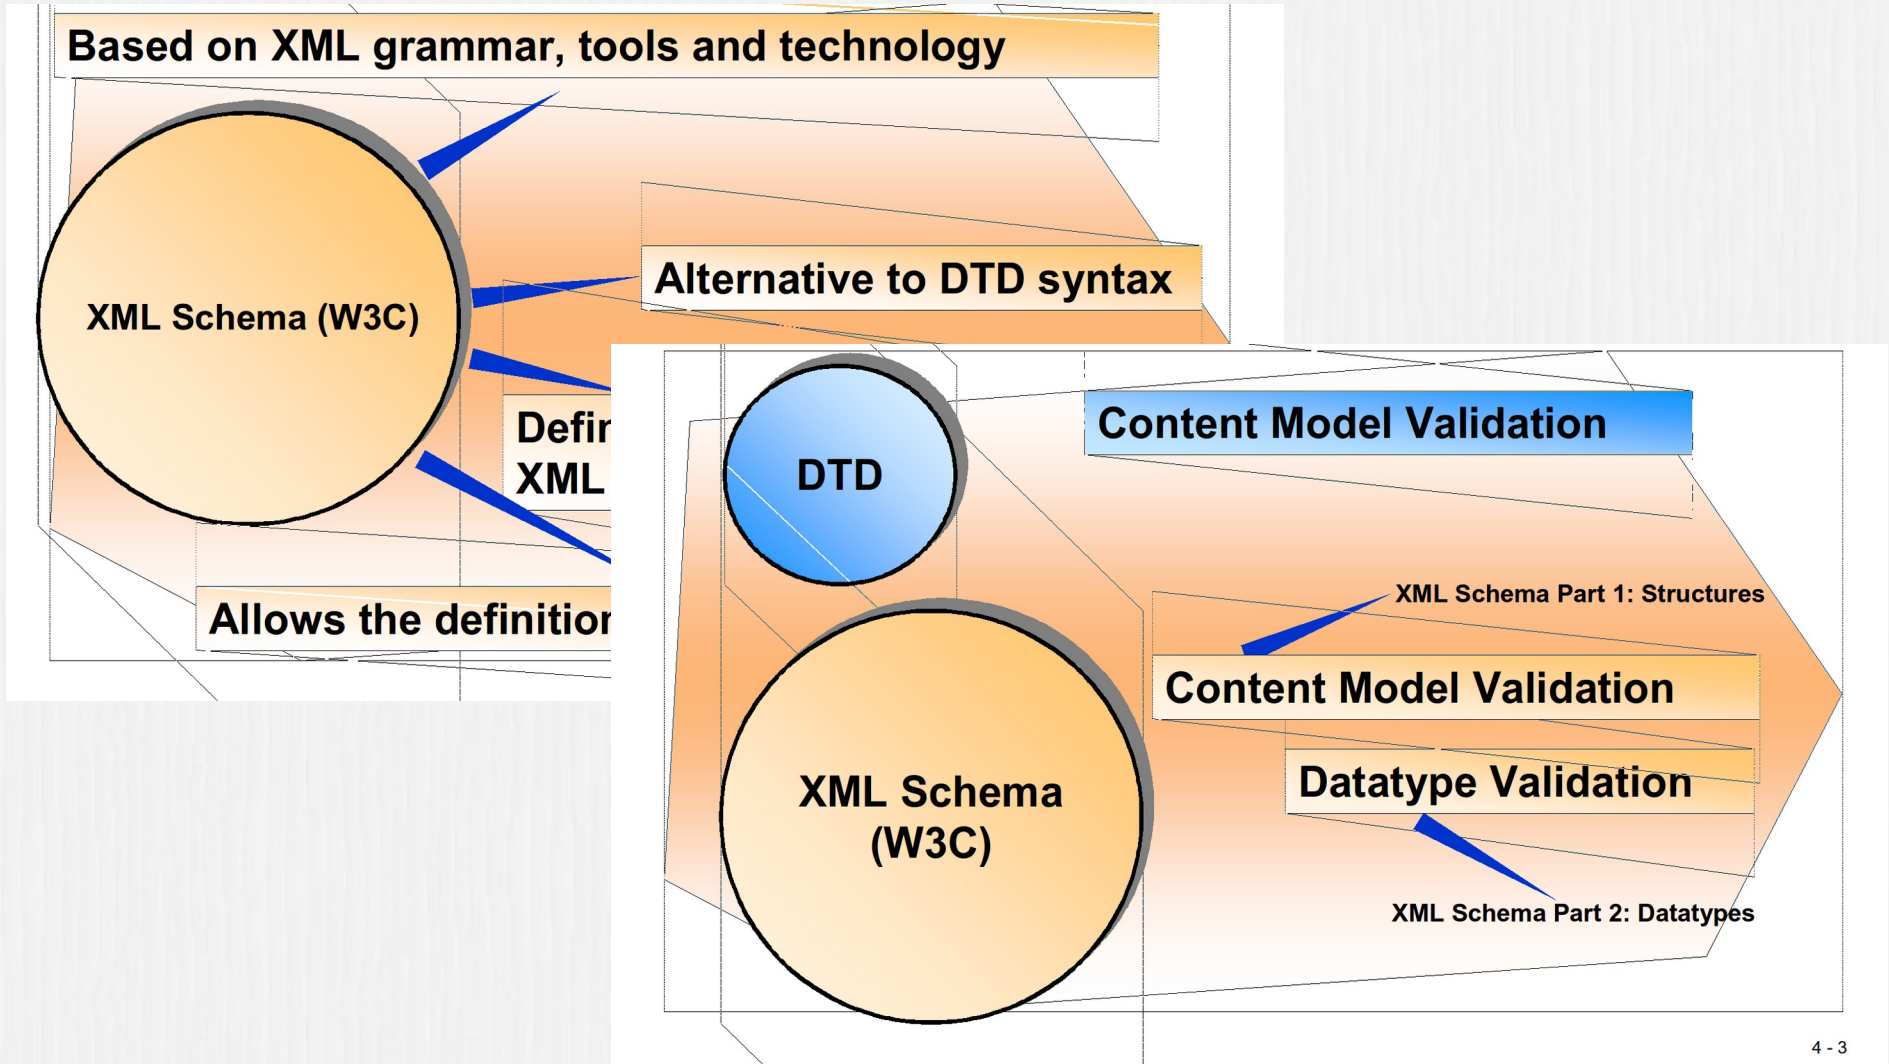 Based on XML grammar, tools and technology
XML Schema (W3C)
Alternative to DTD syntax
XML
Allows the
DTD
Content Model Validation
XML Schema Part 1: Structures
Content Model Validation
XML Schema
(W3C)
Datatype Validation
XML Schema Part 2: Datatypes
4 - 3